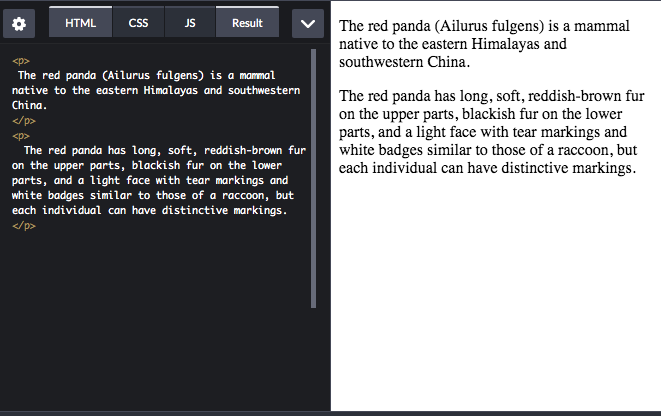 HTML CSS JS Result
<p>
The red panda (Ailurus fulgens) is a mammal
native to the eastern Himalayas and southwestern
China.
</p>
<p>
The red panda has long, soft, reddish-brown fur
on the upper parts, blackish fur on the lower
parts, and a light face with tear markings and
white badges similar to those of a raccoon, but
each individual can have distinctive markings.
</p>
The red panda (Ailurus fulgens) is a mammal
native to the eastern Himalayas and
southwestern China.
The red panda has long, soft, reddish-brown fur
on the upper parts, blackish fur on the lower
parts, and a light face with tear markings and
white badges similar to those of a raccoon, but
each individual can have distinctive markings.